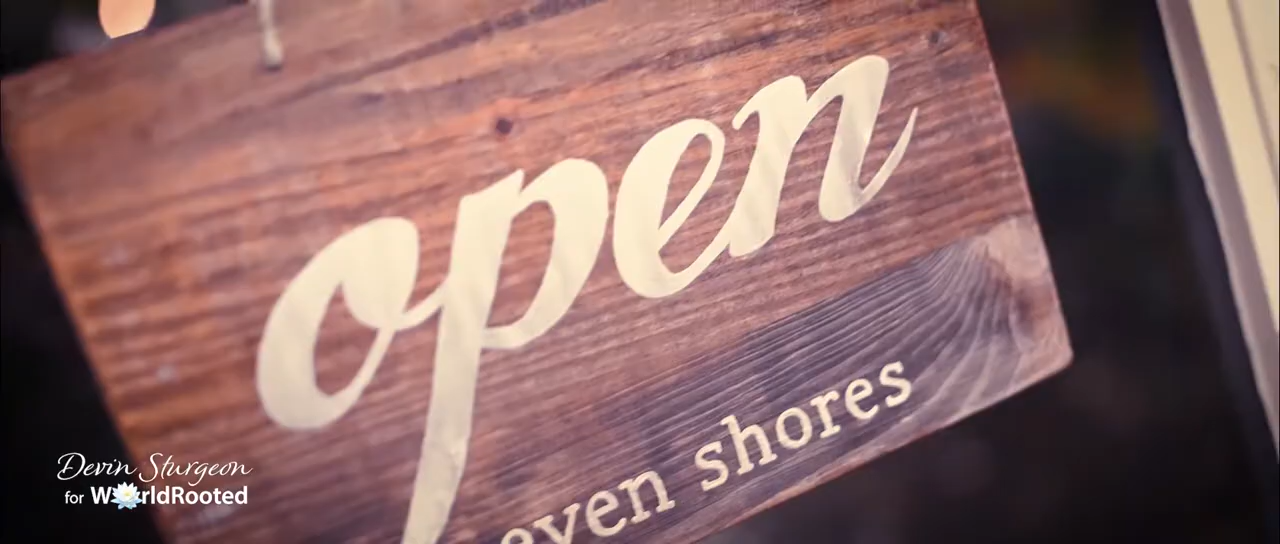 open
even shores
Devin Sturgeon
for WorldRooted